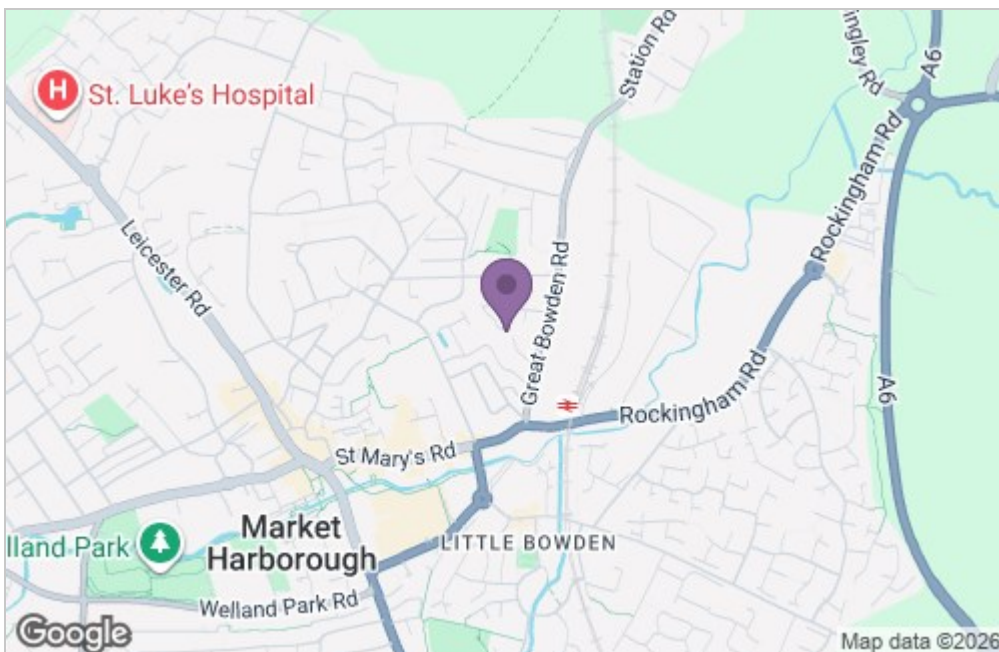 Station Rd
ingley Rd
A6
H St. Luke's Hospital
Rockingham Rd
Leicester Rd
Great Bowden Rd
Rockingham Rd
A6
St Mary's Rd
Market
Harborough
lland Park
LITTLE BOWDEN
Welland Park Rd
Google
Map data ©2026